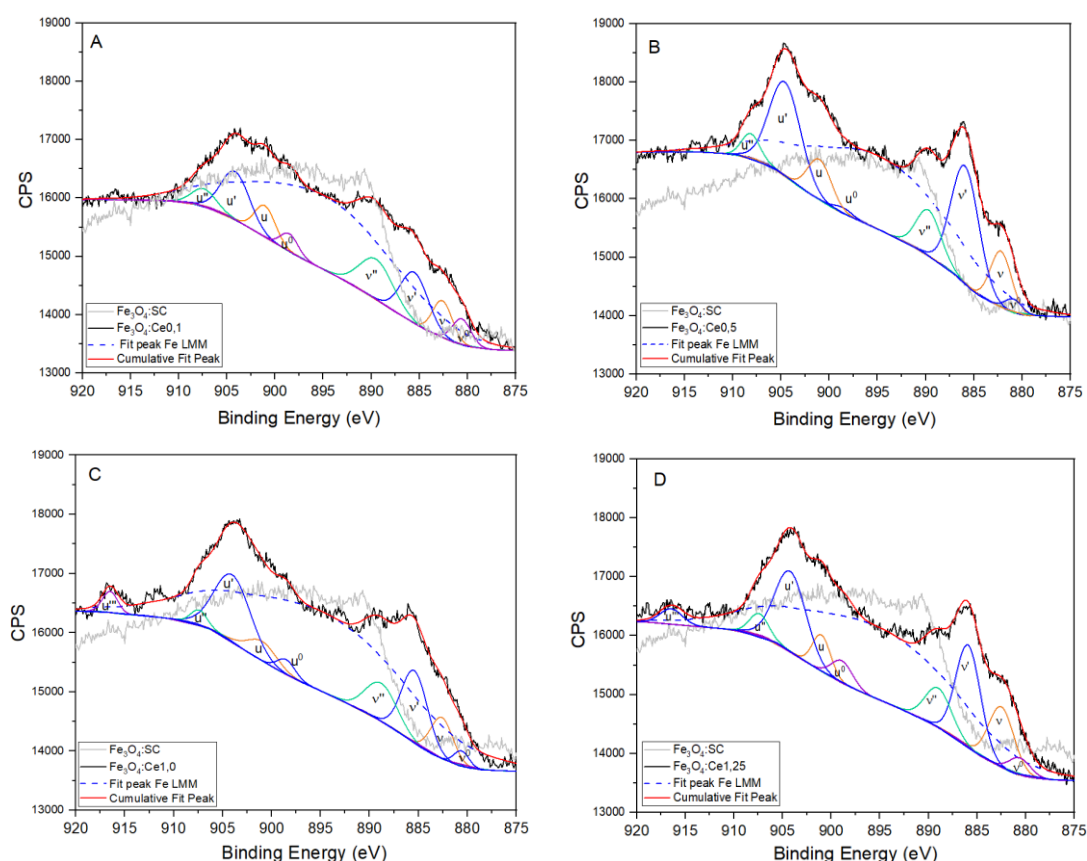 A
19000
18000
17000
16000
15000
14000
13000
CPS
u''
u'
u
u⁰
v''
v'
v
v⁰
Fe₃O₄:SC
Fe₃O₄:Ce0,1
Fit peak Fe LMM
Cumulative Fit Peak
920 915 910 905 900 895 890 885 880 875
Binding Energy (eV)
B
19000
18000
17000
16000
15000
14000
13000
CPS
u''
u'
u
u⁰
v''
v'
v
v⁰
Fe₃O₄:SC
Fe₃O₄:Ce0,5
Fit peak Fe LMM
Cumulative Fit Peak
920 915 910 905 900 895 890 885 880 875
Binding Energy (eV)
C
19000
18000
17000
16000
15000
14000
13000
CPS
u'''
u''
u'
u
u⁰
v''
v'
v
v⁰
Fe₃O₄:SC
Fe₃O₄:Ce1,0
Fit peak Fe LMM
Cumulative Fit Peak
920 915 910 905 900 895 890 885 880 875
Binding Energy (eV)
D
19000
18000
17000
16000
15000
14000
13000
CPS
u'''
u''
u'
u
u⁰
v''
v'
v
v⁰
Fe₃O₄:SC
Fe₃O₄:Ce1,25
Fit peak Fe LMM
Cumulative Fit Peak
920 915 910 905 900 895 890 885 880 875
Binding Energy (eV)